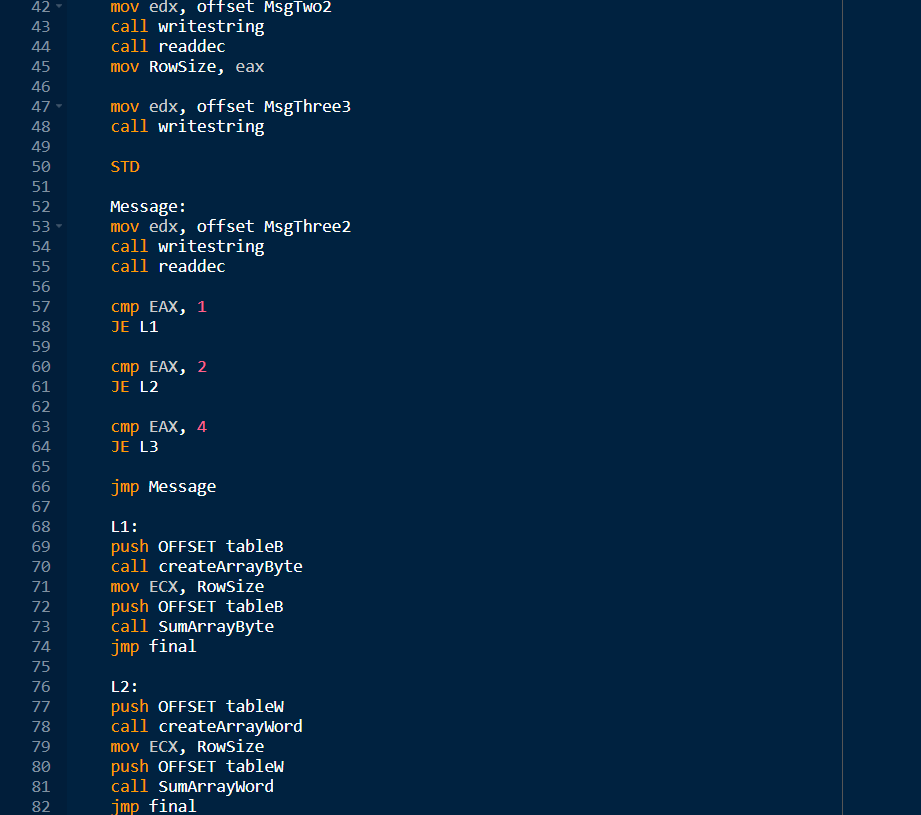 42 mov edx, offset MsgTwo2
43 call writestring
44 call readdec
45 mov RowSize, eax
46
47 mov edx, offset MsgThree3
48 call writestring
49
50 STD
51
52 Message:
53 mov edx, offset MsgThree2
54 call writestring
55 call readdec
56
57 cmp EAX, 1
58 JE L1
59
60 cmp EAX, 2
61 JE L2
62
63 cmp EAX, 4
64 JE L3
65
66 jmp Message
67
68 L1:
69 push OFFSET tableB
70 call createArrayByte
71 mov ECX, RowSize
72 push OFFSET tableB
73 call SumArrayByte
74 jmp final
75
76 L2:
77 push OFFSET tableW
78 call createArrayWord
79 mov ECX, RowSize
80 push OFFSET tableW
81 call SumArrayWord
82 jmp final